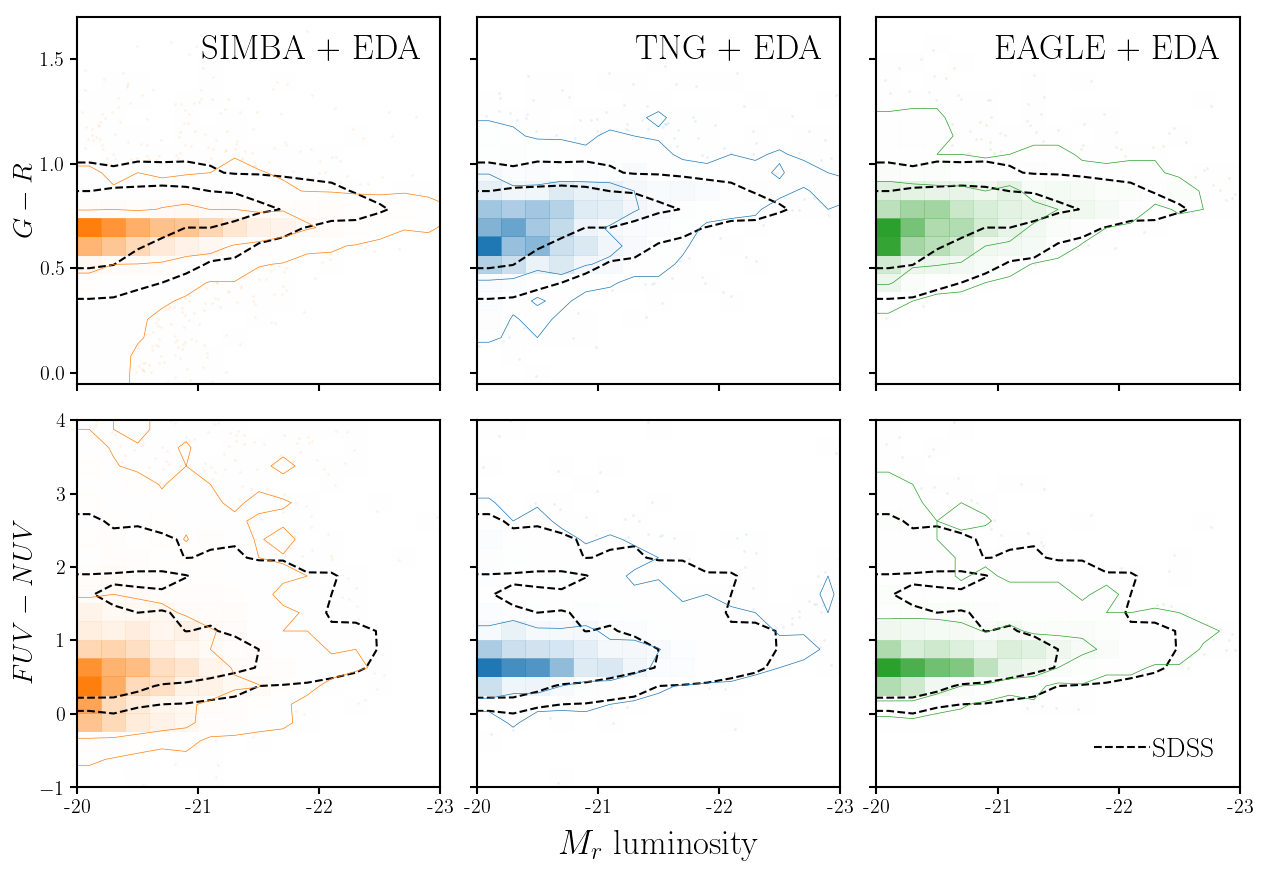 SIMBA + EDA
TNG + EDA
EAGLE + EDA
1.5
1.0
0.5
0.0
G − R
4
3
2
1
0
−1
FUV − NUV
SDSS
-20 -21 -22 -23
-20 -21 -22 -23
-20 -21 -22 -23
M_r luminosity